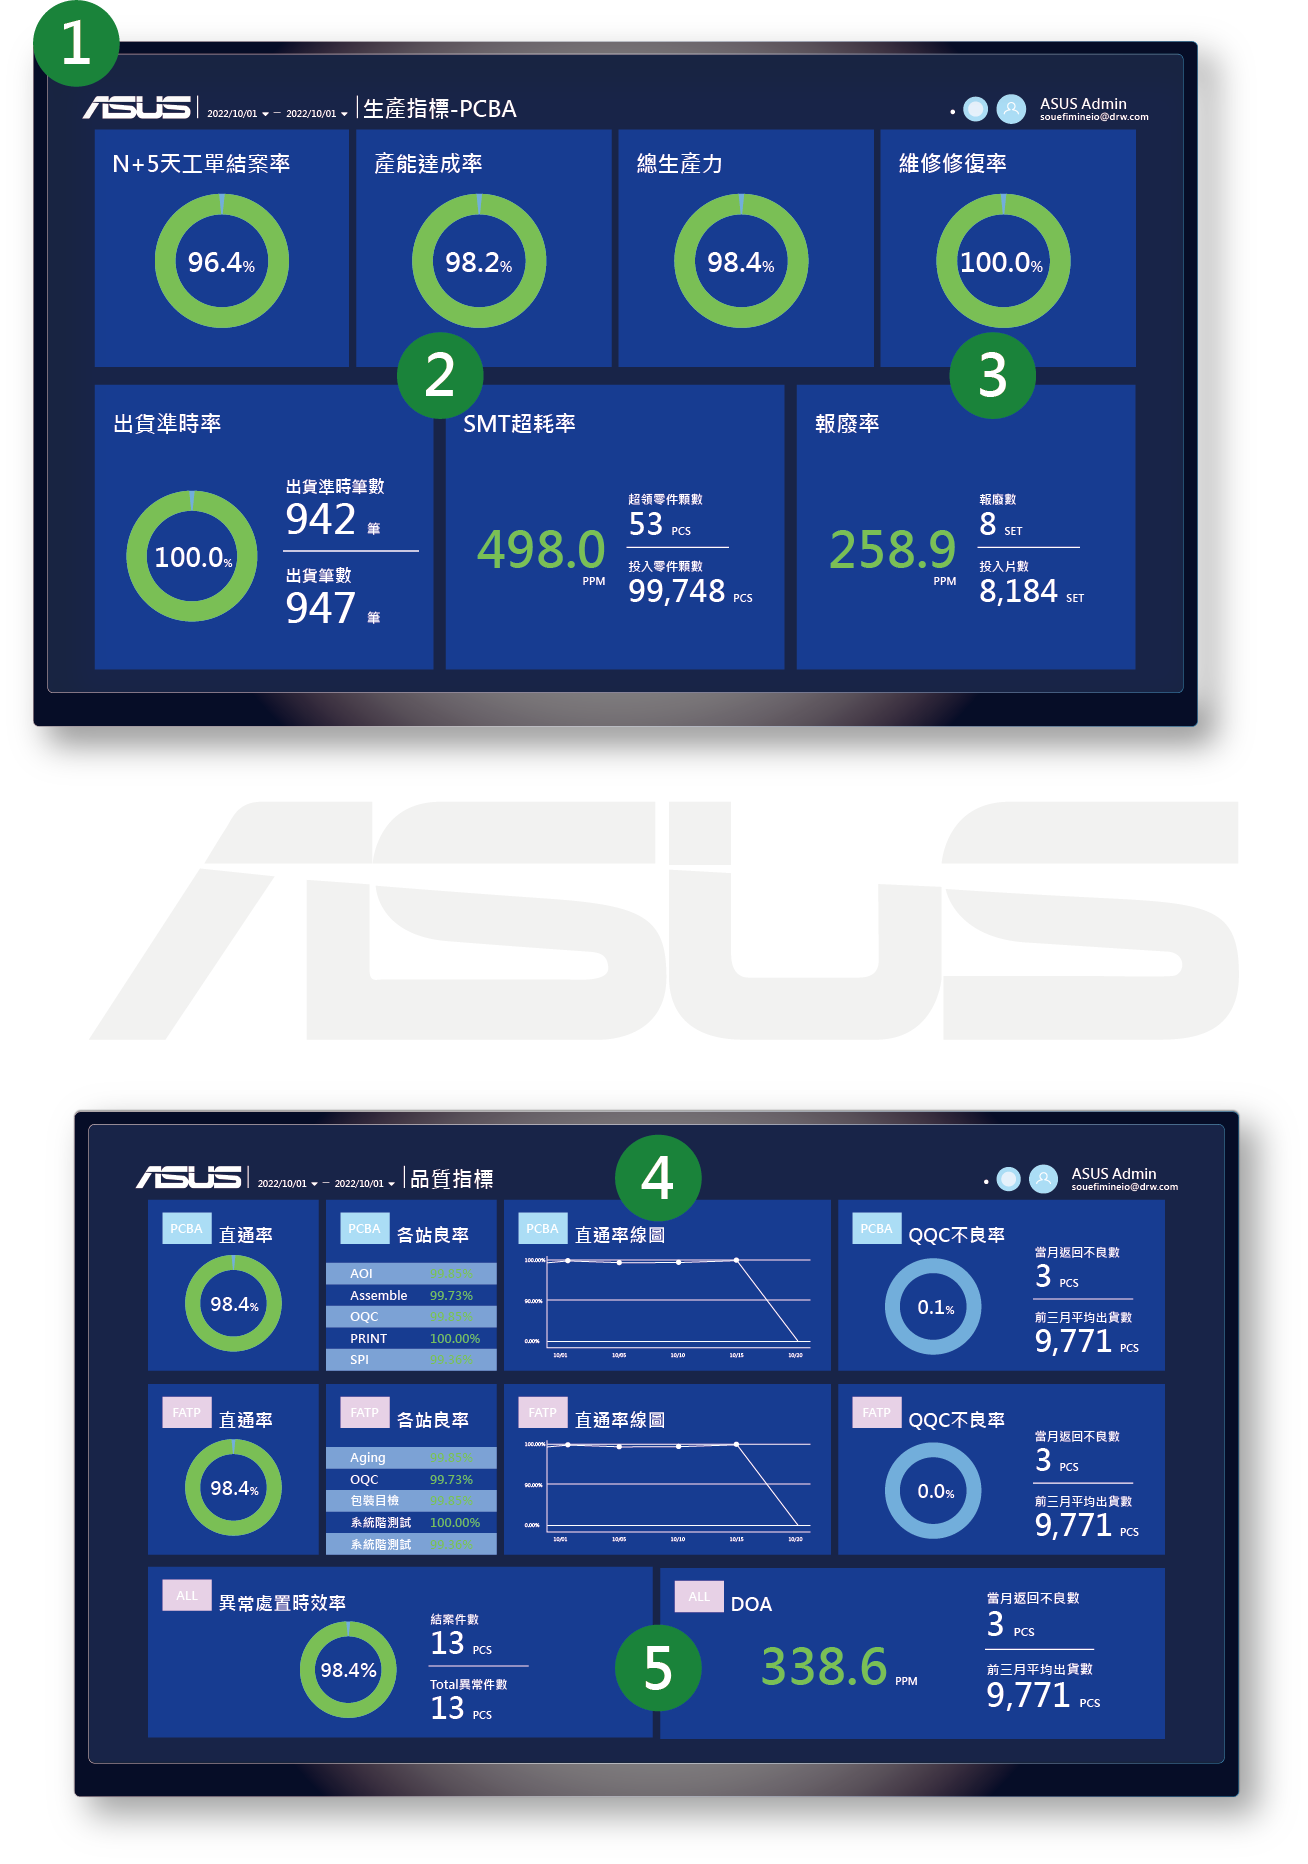 1
ASUS 2022/10/01 – 2022/10/01 生產指標-PCBA
ASUS Admin
souefimineio@drw.com
N+5天工單結案率
96.4%
產能達成率
98.2%
總生產力
98.4%
維修修復率
100.0%
2
3
出貨準時率
100.0%
出貨準時筆數
942 筆
出貨筆數
947 筆
SMT超耗率
498.0
PPM
超領零件顆數
53 PCS
投入零件顆數
99,748 PCS
報廢率
258.9
PPM
報廢數
8 SET
投入片數
8,184 SET
ASUS
4
ASUS 2022/10/01 – 2022/10/01 品質指標
ASUS Admin
souefimineio@drw.com
PCBA 直通率
98.4%
PCBA 各站良率
AOI
Assemble 99.73%
OQC
PRINT 100.00%
SPI
PCBA 直通率線圖
100.00%
90.00%
0.00%
10/01 10/05 10/10 10/15 10/20
PCBA QQC不良率
0.1%
當月返回不良數
3 PCS
前三月平均出貨數
9,771 PCS
FATP 直通率
98.4%
FATP 各站良率
Aging
OQC 99.73%
包裝目檢
系統階測試 100.00%
系統階測試
FATP 直通率線圖
100.00%
90.00%
0.00%
10/01 10/05 10/10 10/15 10/20
FATP QQC不良率
0.0%
當月返回不良數
3 PCS
前三月平均出貨數
9,771 PCS
ALL 異常處置時效率
98.4%
結案件數
13 PCS
Total異常件數
13 PCS
5
ALL DOA
338.6 PPM
當月返回不良數
3 PCS
前三月平均出貨數
9,771 PCS